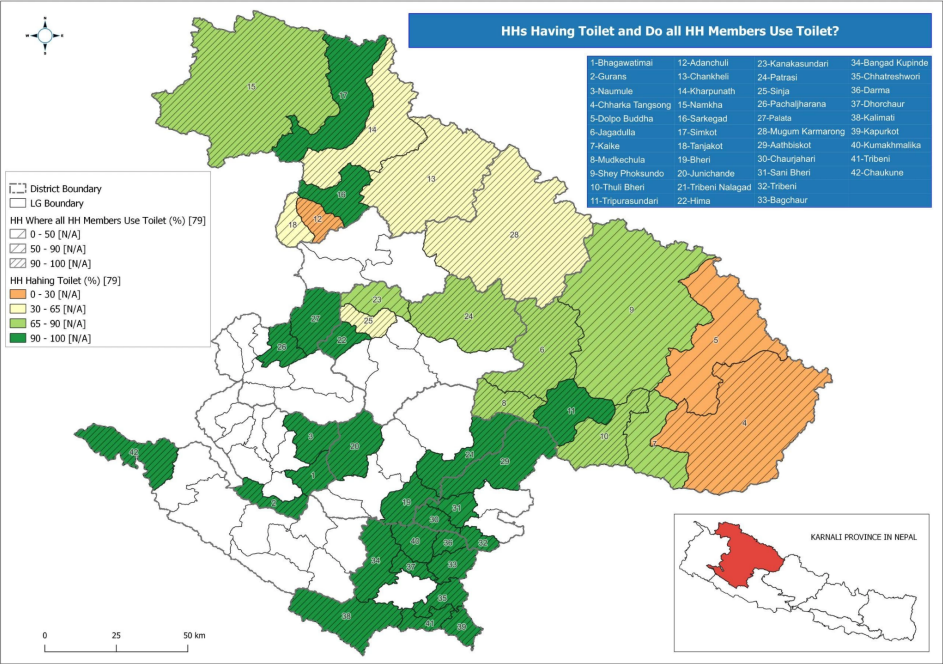 HHs Having Toilet and Do all HH Members Use Toilet?
1-Bhagawatimai 12-Adanchuli 23-Kanakasundari 34-Bangad Kupinde
2-Gurans 13-Chankheli 24-Patrasi 35-Chhatreshwori
3-Naumule 14-Kharpunath 25-Sinja 36-Darma
4-Chharka Tangsong 15-Namkha 26-Pachaljharana 37-Dhorchaur
5-Dolpo Buddha 16-Sarkegad 27-Palata 38-Kalimati
6-Jagadulla 17-Simkot 28-Mugum Karmarong 39-Kapurkot
7-Kaike 18-Tanjakot 29-Aathbiskot 40-Kumakhmalika
8-Mudkechula 19-Bheri 30-Chaurjahari 41-Tribeni
9-Shey Phoksundo 20-Junichande 31-Sani Bheri 42-Chaukune
10-Thuli Bheri 21-Tribeni Nalagad 32-Tribeni
11-Tripurasundari 22-Hima 33-Bagchaur
15
17
14
13
16
18
12
28
District Boundary
LG Boundary
HH Where all HH Members Use Toilet (%) [79]
0 - 50 [N/A]
50 - 90 [N/A]
90 - 100 [N/A]
HH Hahing Toilet (%) [79]
0 - 30 [N/A]
30 - 65 [N/A]
65 - 90 [N/A]
90 - 100 [N/A]
23
27
25
24
9
22
26
6
5
8
11
4
3
20
10
7
42
21
29
1
2
31
30
40
32
34
37
33
35
38
41
KARNALI PROVINCE IN NEPAL
0 25 50 km